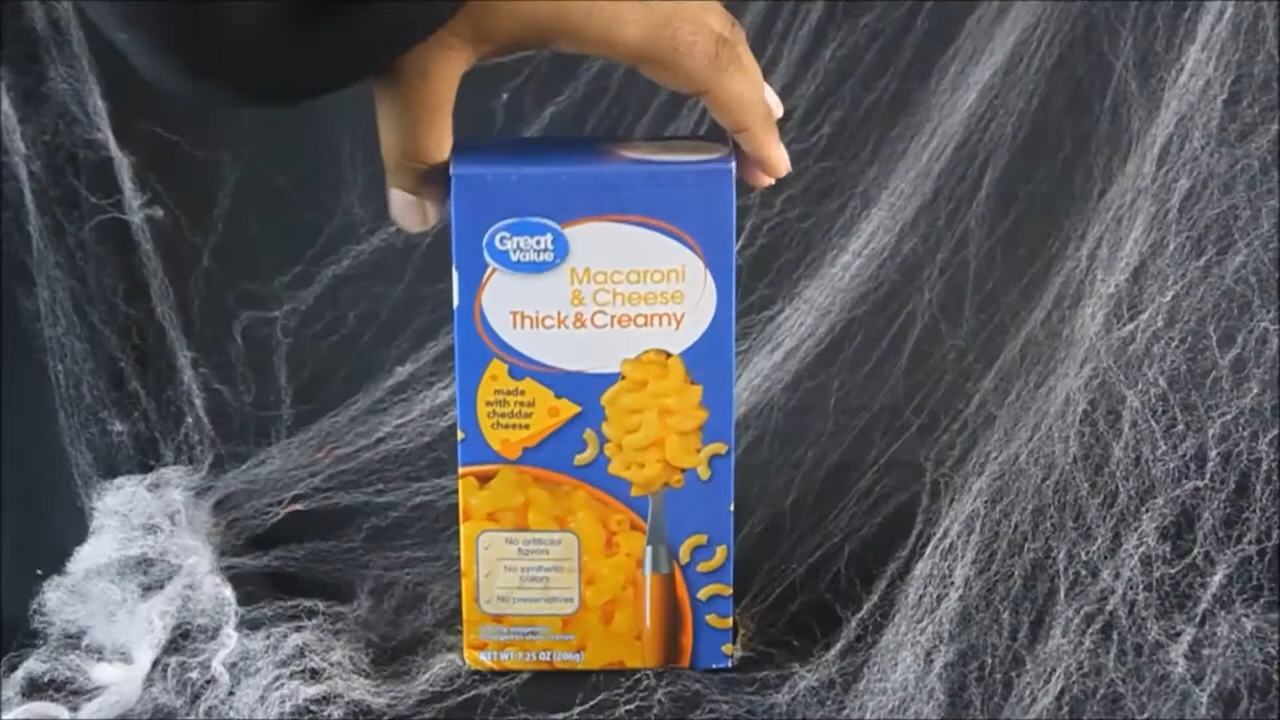 Great
Value
Macaroni
& Cheese
Thick & Creamy
made
with real
cheddar
cheese
No artificial
flavors
No synthetic
colors
No preservatives
NET WT 7.25 OZ (206g)